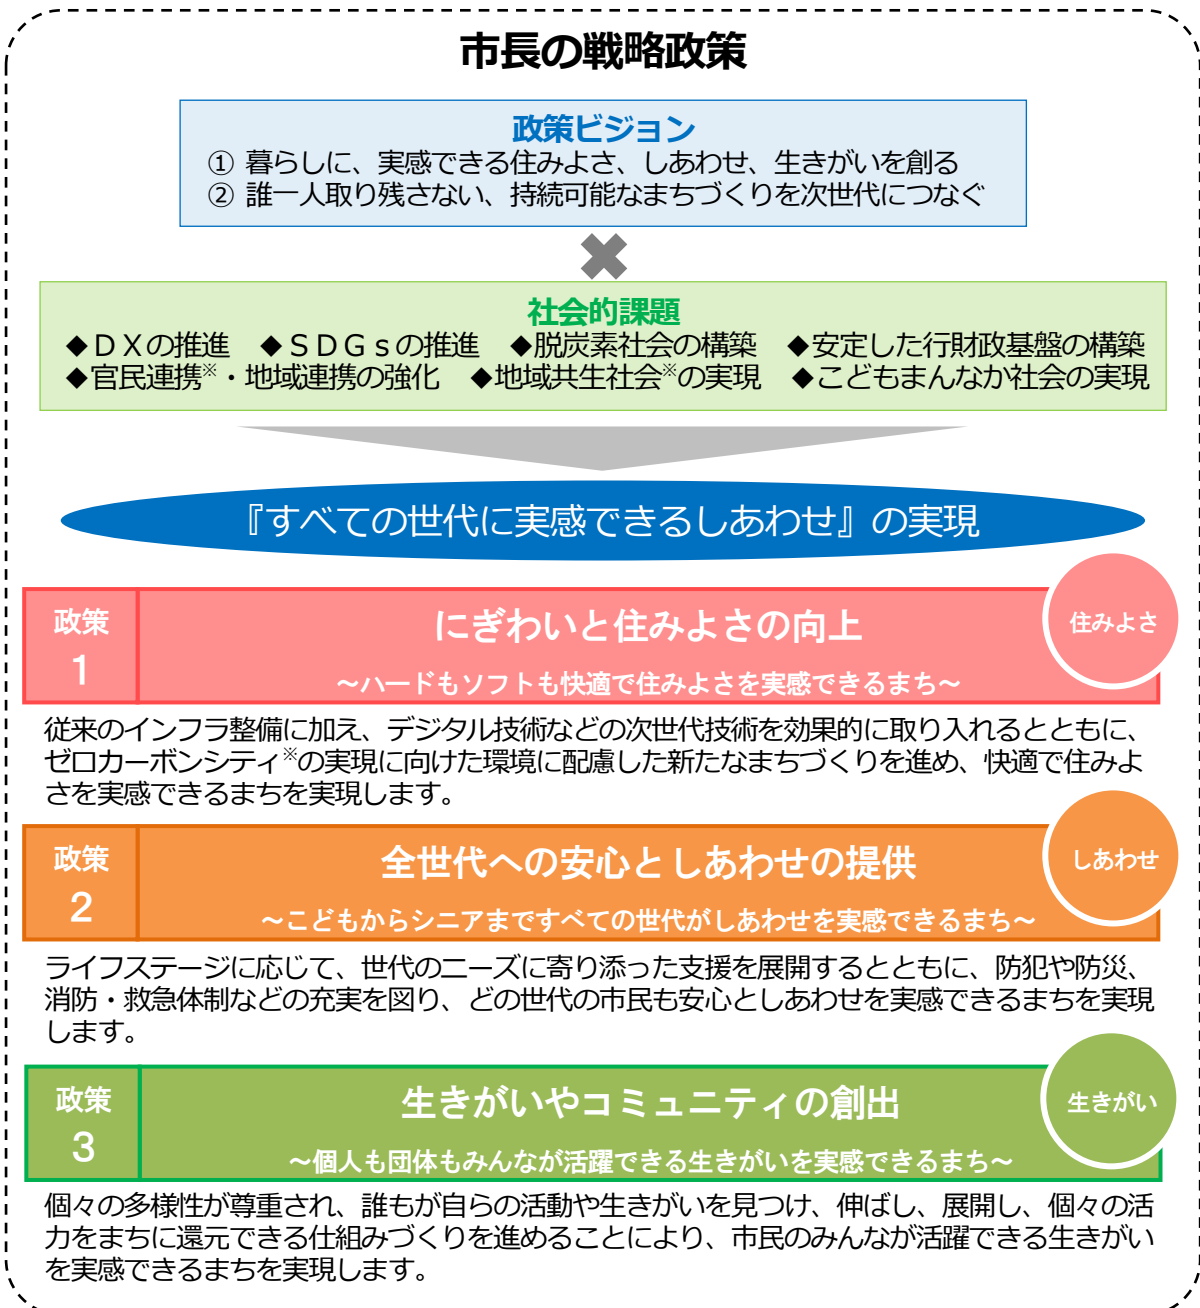 市長の戦略政策
政策ビジョン
① 暮らしに、実感できる住みよさ、しあわせ、生きがいを創る
② 誰一人取り残さない、持続可能なまちづくりを次世代につなぐ
社会的課題
◆ＤＸの推進　◆ＳＤＧｓの推進　◆脱炭素社会の構築　◆安定した行財政基盤の構築
◆官民連携※・地域連携の強化　◆地域共生社会※の実現　◆こどもまんなか社会の実現
『すべての世代に実感できるしあわせ』の実現
政策
1
にぎわいと住みよさの向上
～ハードもソフトも快適で住みよさを実感できるまち～
住みよさ
従来のインフラ整備に加え、デジタル技術などの次世代技術を効果的に取り入れるとともに、
ゼロカーボンシティ※の実現に向けた環境に配慮した新たなまちづくりを進め、快適で住みよ
さを実感できるまちを実現します。
政策
2
全世代への安心としあわせの提供
～こどもからシニアまですべての世代がしあわせを実感できるまち～
しあわせ
ライフステージに応じて、世代のニーズに寄り添った支援を展開するとともに、防犯や防災、
消防・救急体制などの充実を図り、どの世代の市民も安心としあわせを実感できるまちを実現
します。
政策
3
生きがいやコミュニティの創出
～個人も団体もみんなが活躍できる生きがいを実感できるまち～
生きがい
個々の多様性が尊重され、誰もが自らの活動や生きがいを見つけ、伸ばし、展開し、個々の活
力をまちに還元できる仕組みづくりを進めることにより、市民のみんなが活躍できる生きがい
を実感できるまちを実現します。